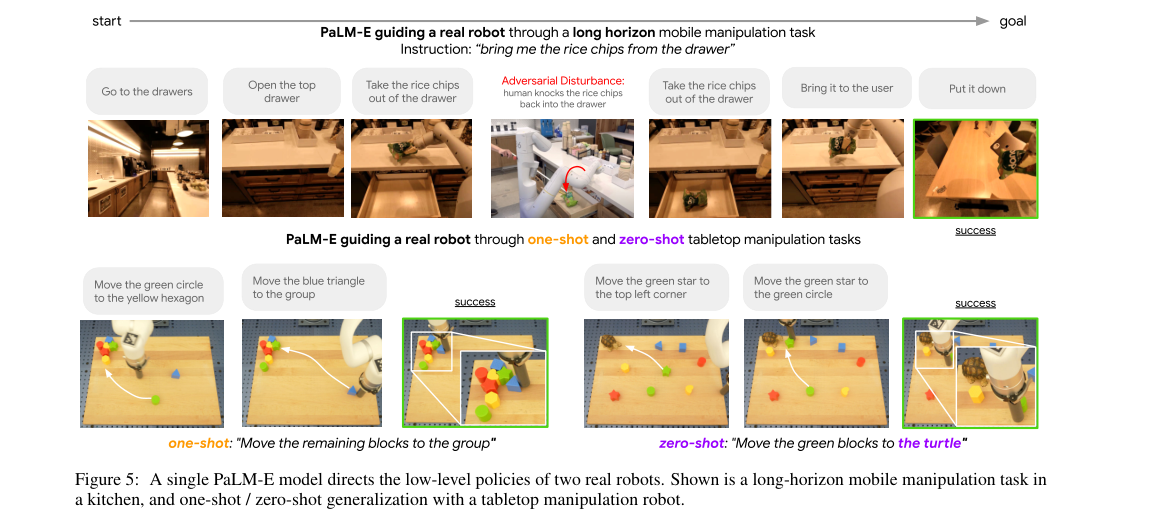 start
goal
PaLM-E guiding a real robot through a long horizon mobile manipulation task
Instruction: “bring me the rice chips from the drawer”
Go to the drawers
Open the top
drawer
Take the rice chips
out of the drawer
Adversarial Disturbance:
human knocks the rice chips
back into the drawer
Take the rice chips
out of the drawer
Bring it to the user
Put it down
success
PaLM-E guiding a real robot through one-shot and zero-shot tabletop manipulation tasks
Move the green circle
to the yellow hexagon
Move the blue triangle
to the group
success
Move the green star to
the top left corner
Move the green star to
the green circle
success
one-shot: "Move the remaining blocks to the group"
zero-shot: "Move the green blocks to the turtle"
Figure 5: A single PaLM-E model directs the low-level policies of two real robots. Shown is a long-horizon mobile manipulation task in
a kitchen, and one-shot / zero-shot generalization with a tabletop manipulation robot.